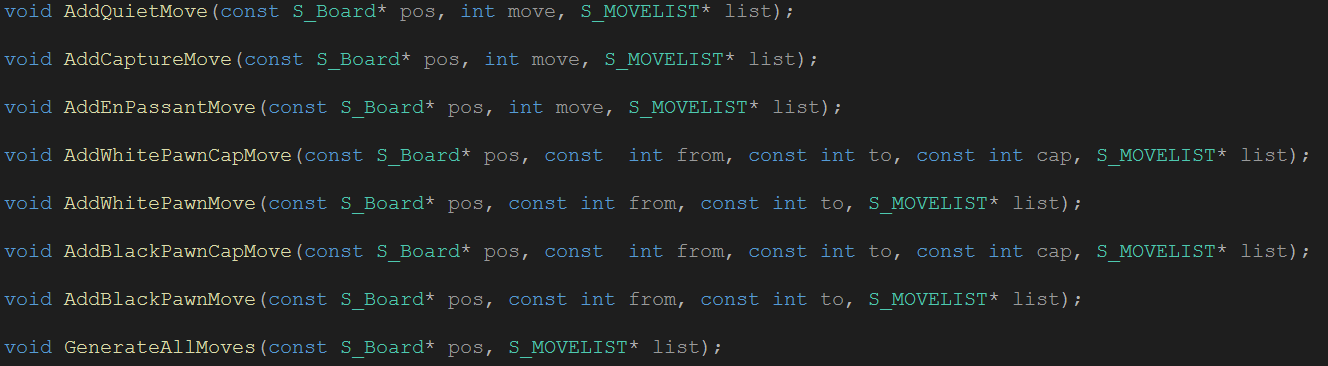 void AddQuietMove(const S_Board* pos, int move, S_MOVELIST* list);
void AddCaptureMove(const S_Board* pos, int move, S_MOVELIST* list);
void AddEnPassantMove(const S_Board* pos, int move, S_MOVELIST* list);
void AddWhitePawnCapMove(const S_Board* pos, const  int from, const int to, const int cap, S_MOVELIST* list);
void AddWhitePawnMove(const S_Board* pos, const int from, const int to, S_MOVELIST* list);
void AddBlackPawnCapMove(const S_Board* pos, const  int from, const int to, const int cap, S_MOVELIST* list);
void AddBlackPawnMove(const S_Board* pos, const int from, const int to, S_MOVELIST* list);
void GenerateAllMoves(const S_Board* pos, S_MOVELIST* list);